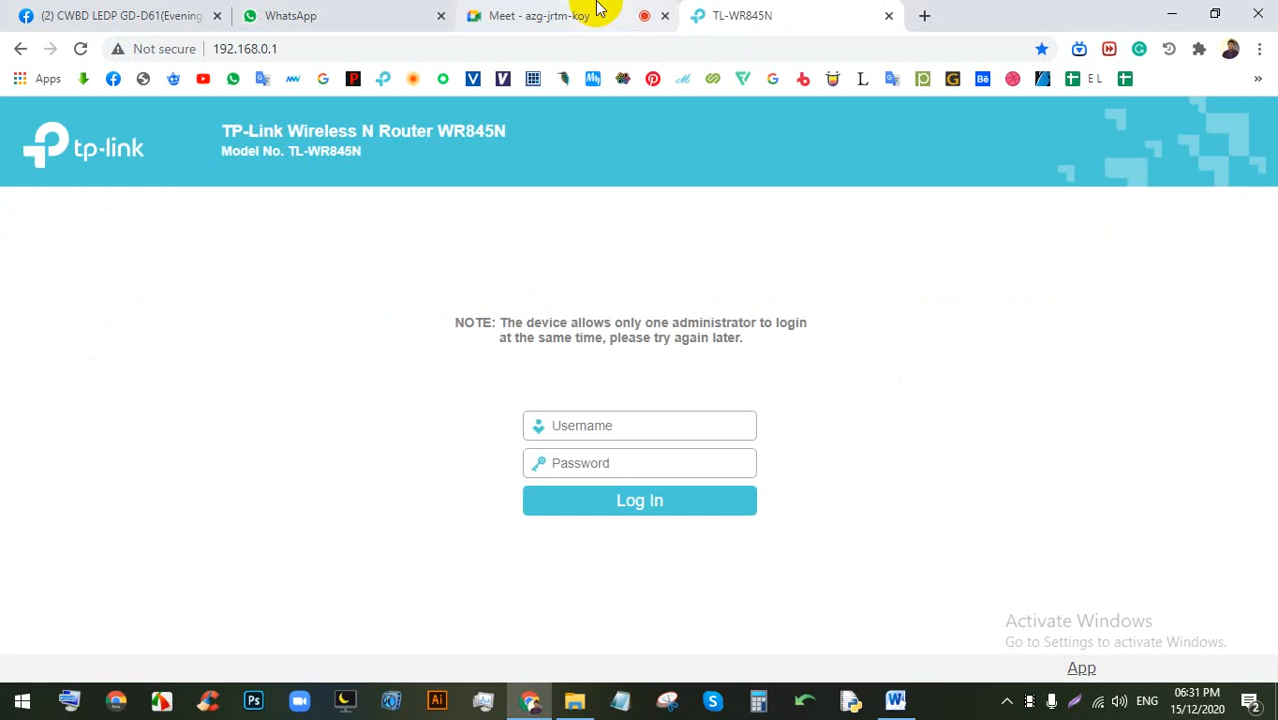 (2) CWBD LEDP GD-D61(Evening
WhatsApp
Meet - azg-jrtm-koy
TL-WR845N
Not secure
192.168.0.1
Apps
E L
tp-link
TP-Link Wireless N Router WR845N
Model No. TL-WR845N
NOTE: The device allows only one administrator to login
at the same time, please try again later.
Username
Password
Log In
Activate Windows
Go to Settings to activate Windows.
App
ENG
06:31 PM
15/12/2020
2